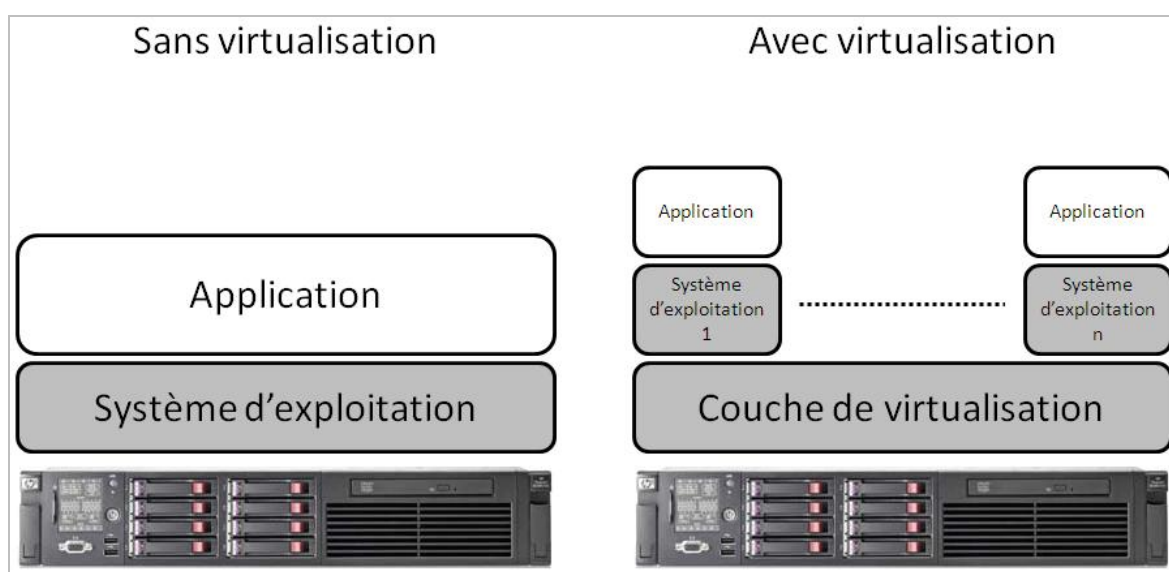 Sans virtualisation
Avec virtualisation
Application
Système d'exploitation
Application
Système
d'exploitation
1
Application
Système
d'exploitation
n
Couche de virtualisation